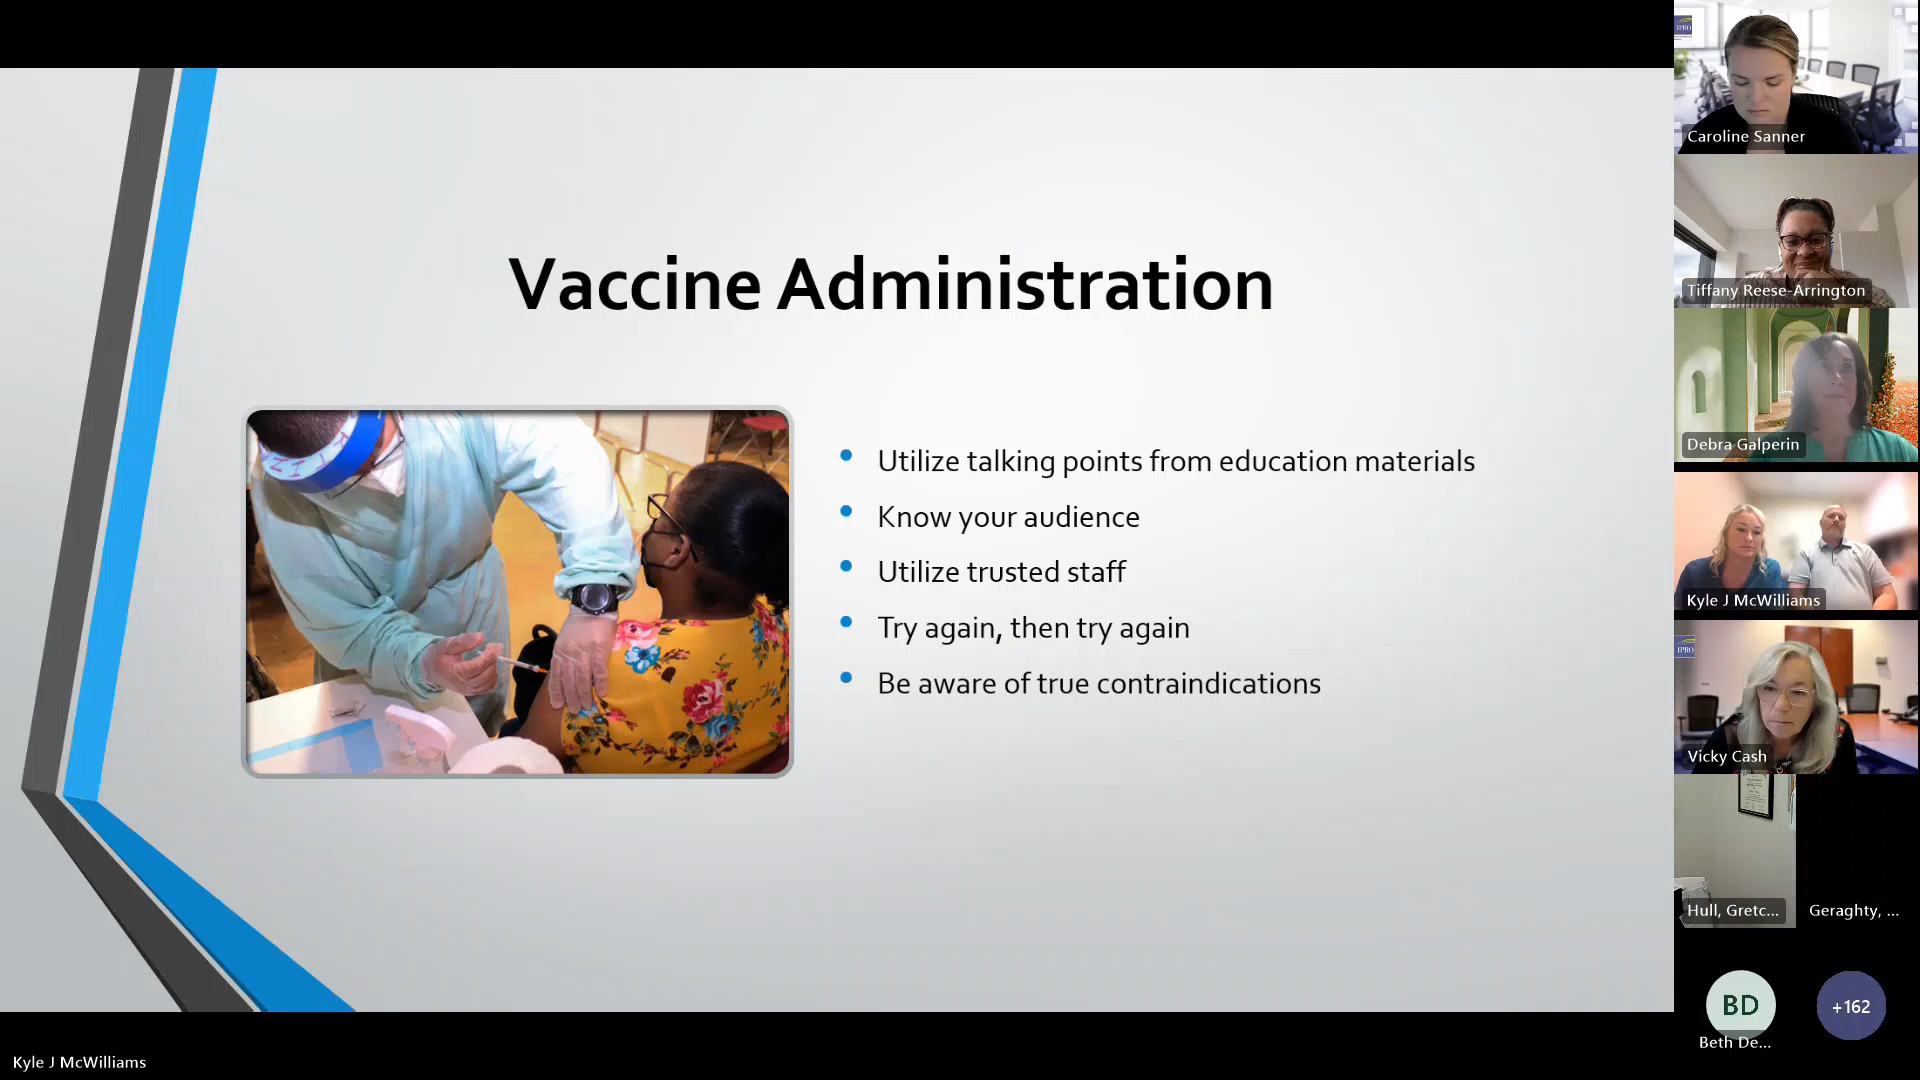 Vaccine Administration
Utilize talking points from education materials
Know your audience
Utilize trusted staff
Try again, then try again
Be aware of true contraindications
IPRO
Caroline Sanner
Tiffany Reese-Arrington
Debra Galperin
Kyle J McWilliams
IPRO
Vicky Cash
Hull, Gretc...
Geraghty, ...
BD
Beth De...
+162
Kyle J McWilliams